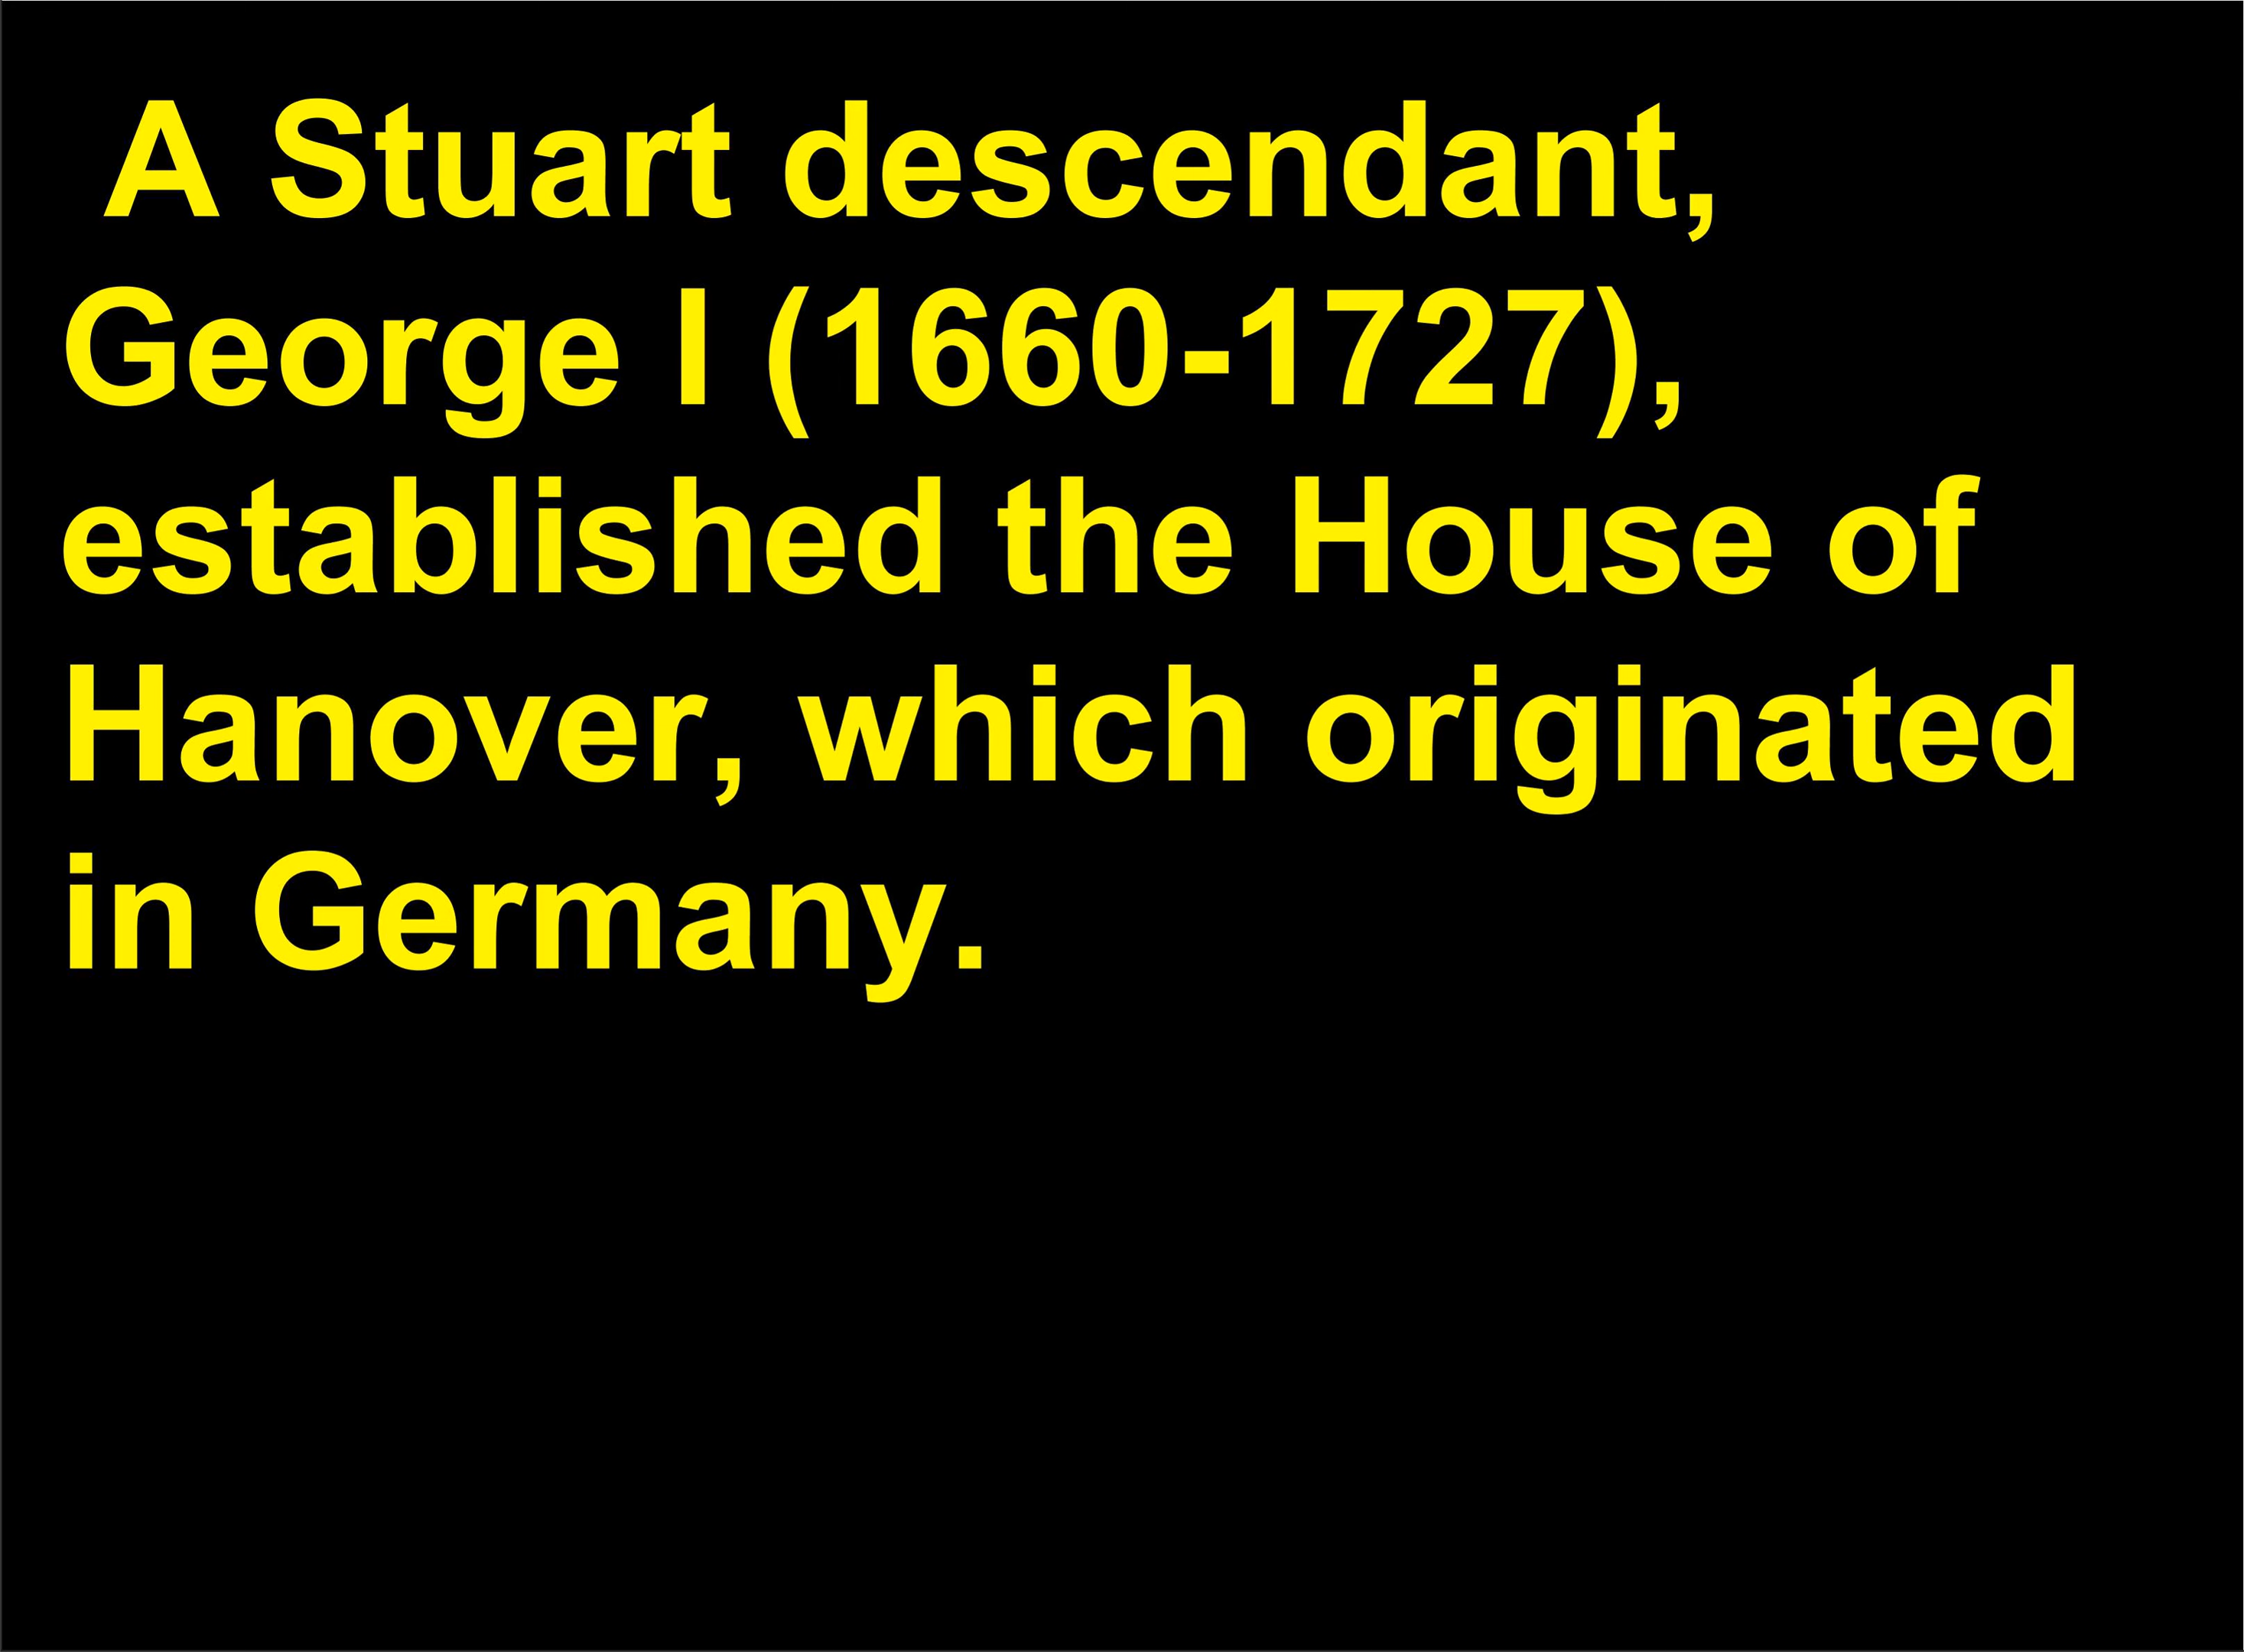 A Stuart descendant,
George I (1660-1727),
established the House of
Hanover, which originated
in Germany.